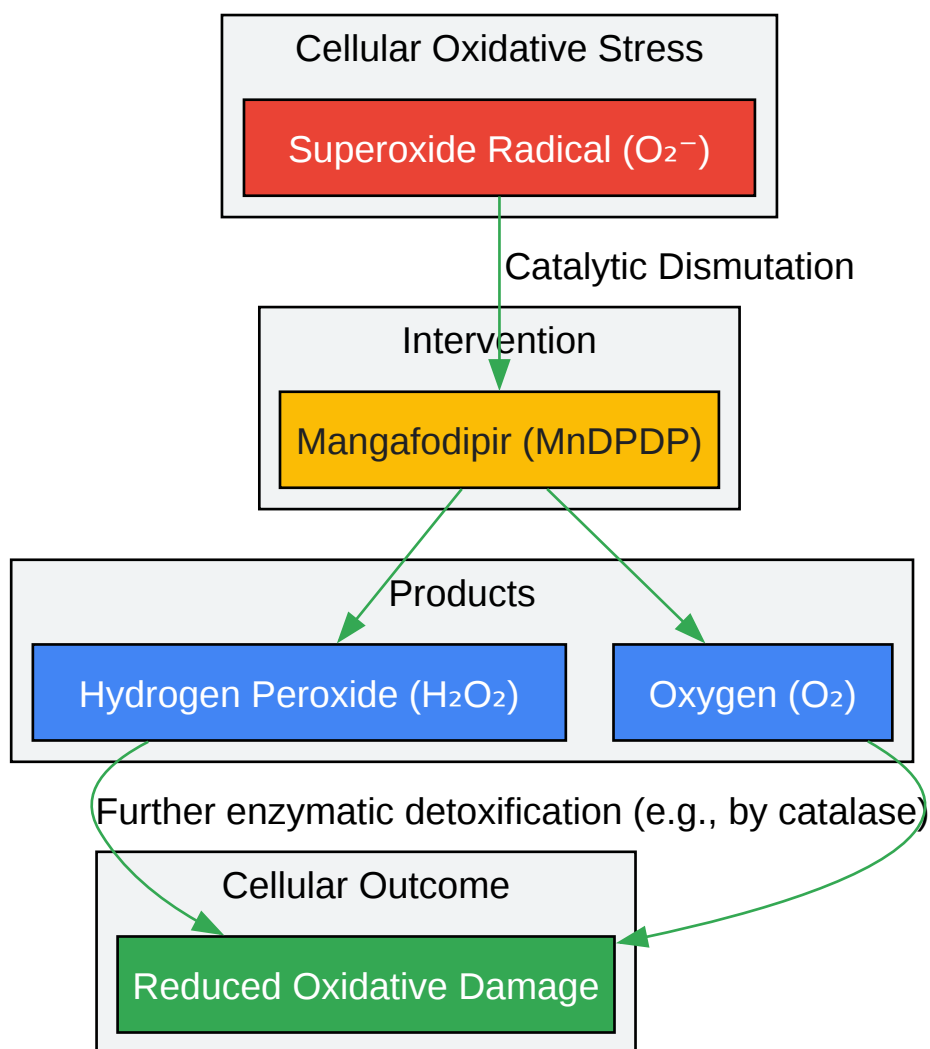 Cellular Oxidative Stress
Superoxide Radical (O₂⁻)
Catalytic Dismutation
Intervention
Mangafodipir (MnDPDP)
Products
Hydrogen Peroxide (H₂O₂)
Oxygen (O₂)
Further enzymatic detoxification (e.g., by catalase)
Cellular Outcome
Reduced Oxidative Damage